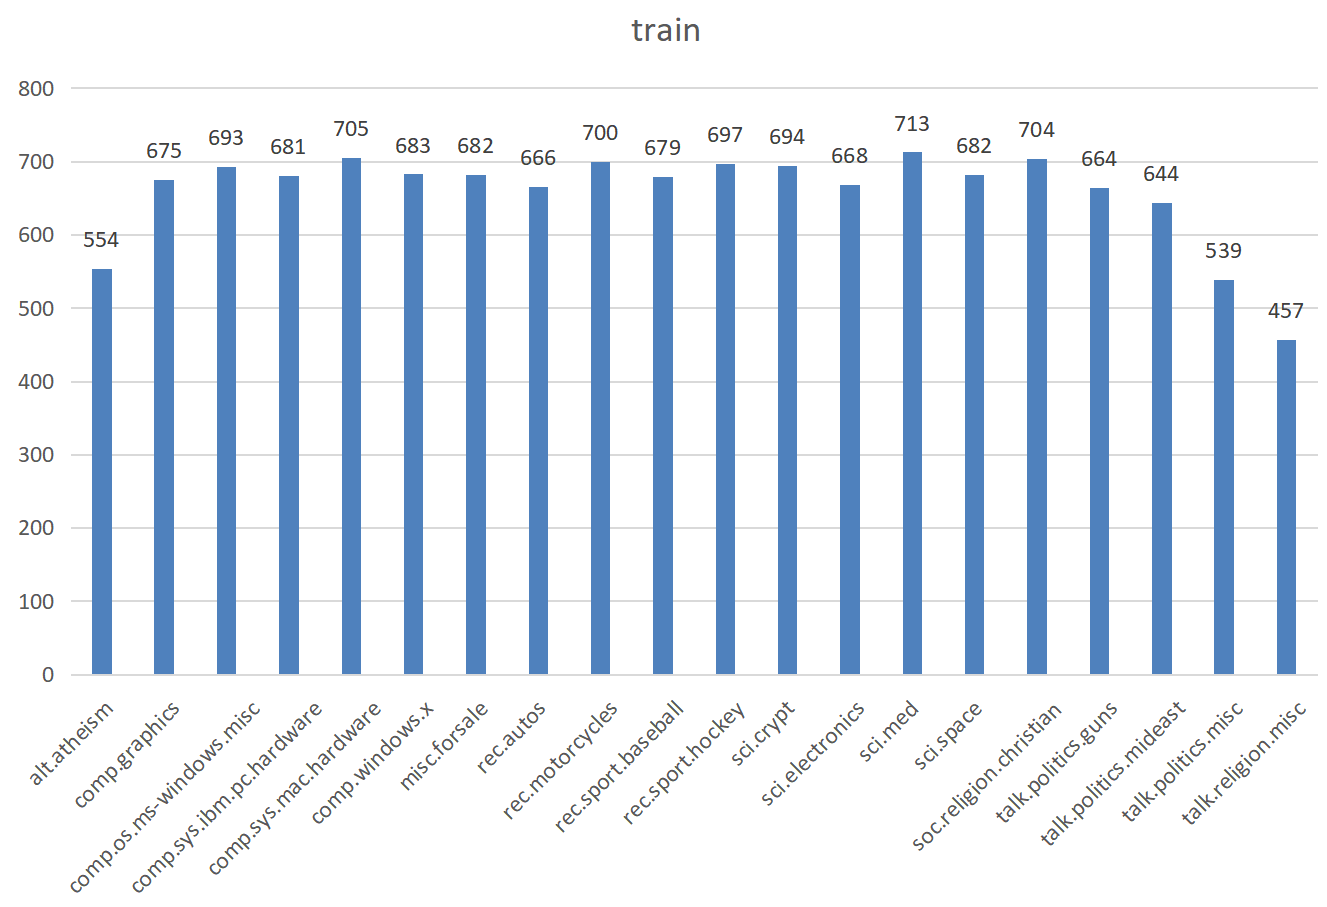 train
800
700
600
500
400
300
200
100
0
554
675
693
681
705
683
682
666
700
679
697
694
668
713
682
704
664
644
539
457
alt.atheism
comp.graphics
comp.os.ms-windows.misc
comp.sys.ibm.pc.hardware
comp.sys.mac.hardware
comp.windows.x
misc.forsale
rec.autos
rec.motorcycles
rec.sport.baseball
rec.sport.hockey
sci.crypt
sci.electronics
sci.med
sci.space
soc.religion.christian
talk.politics.guns
talk.politics.mideast
talk.politics.misc
talk.religion.misc